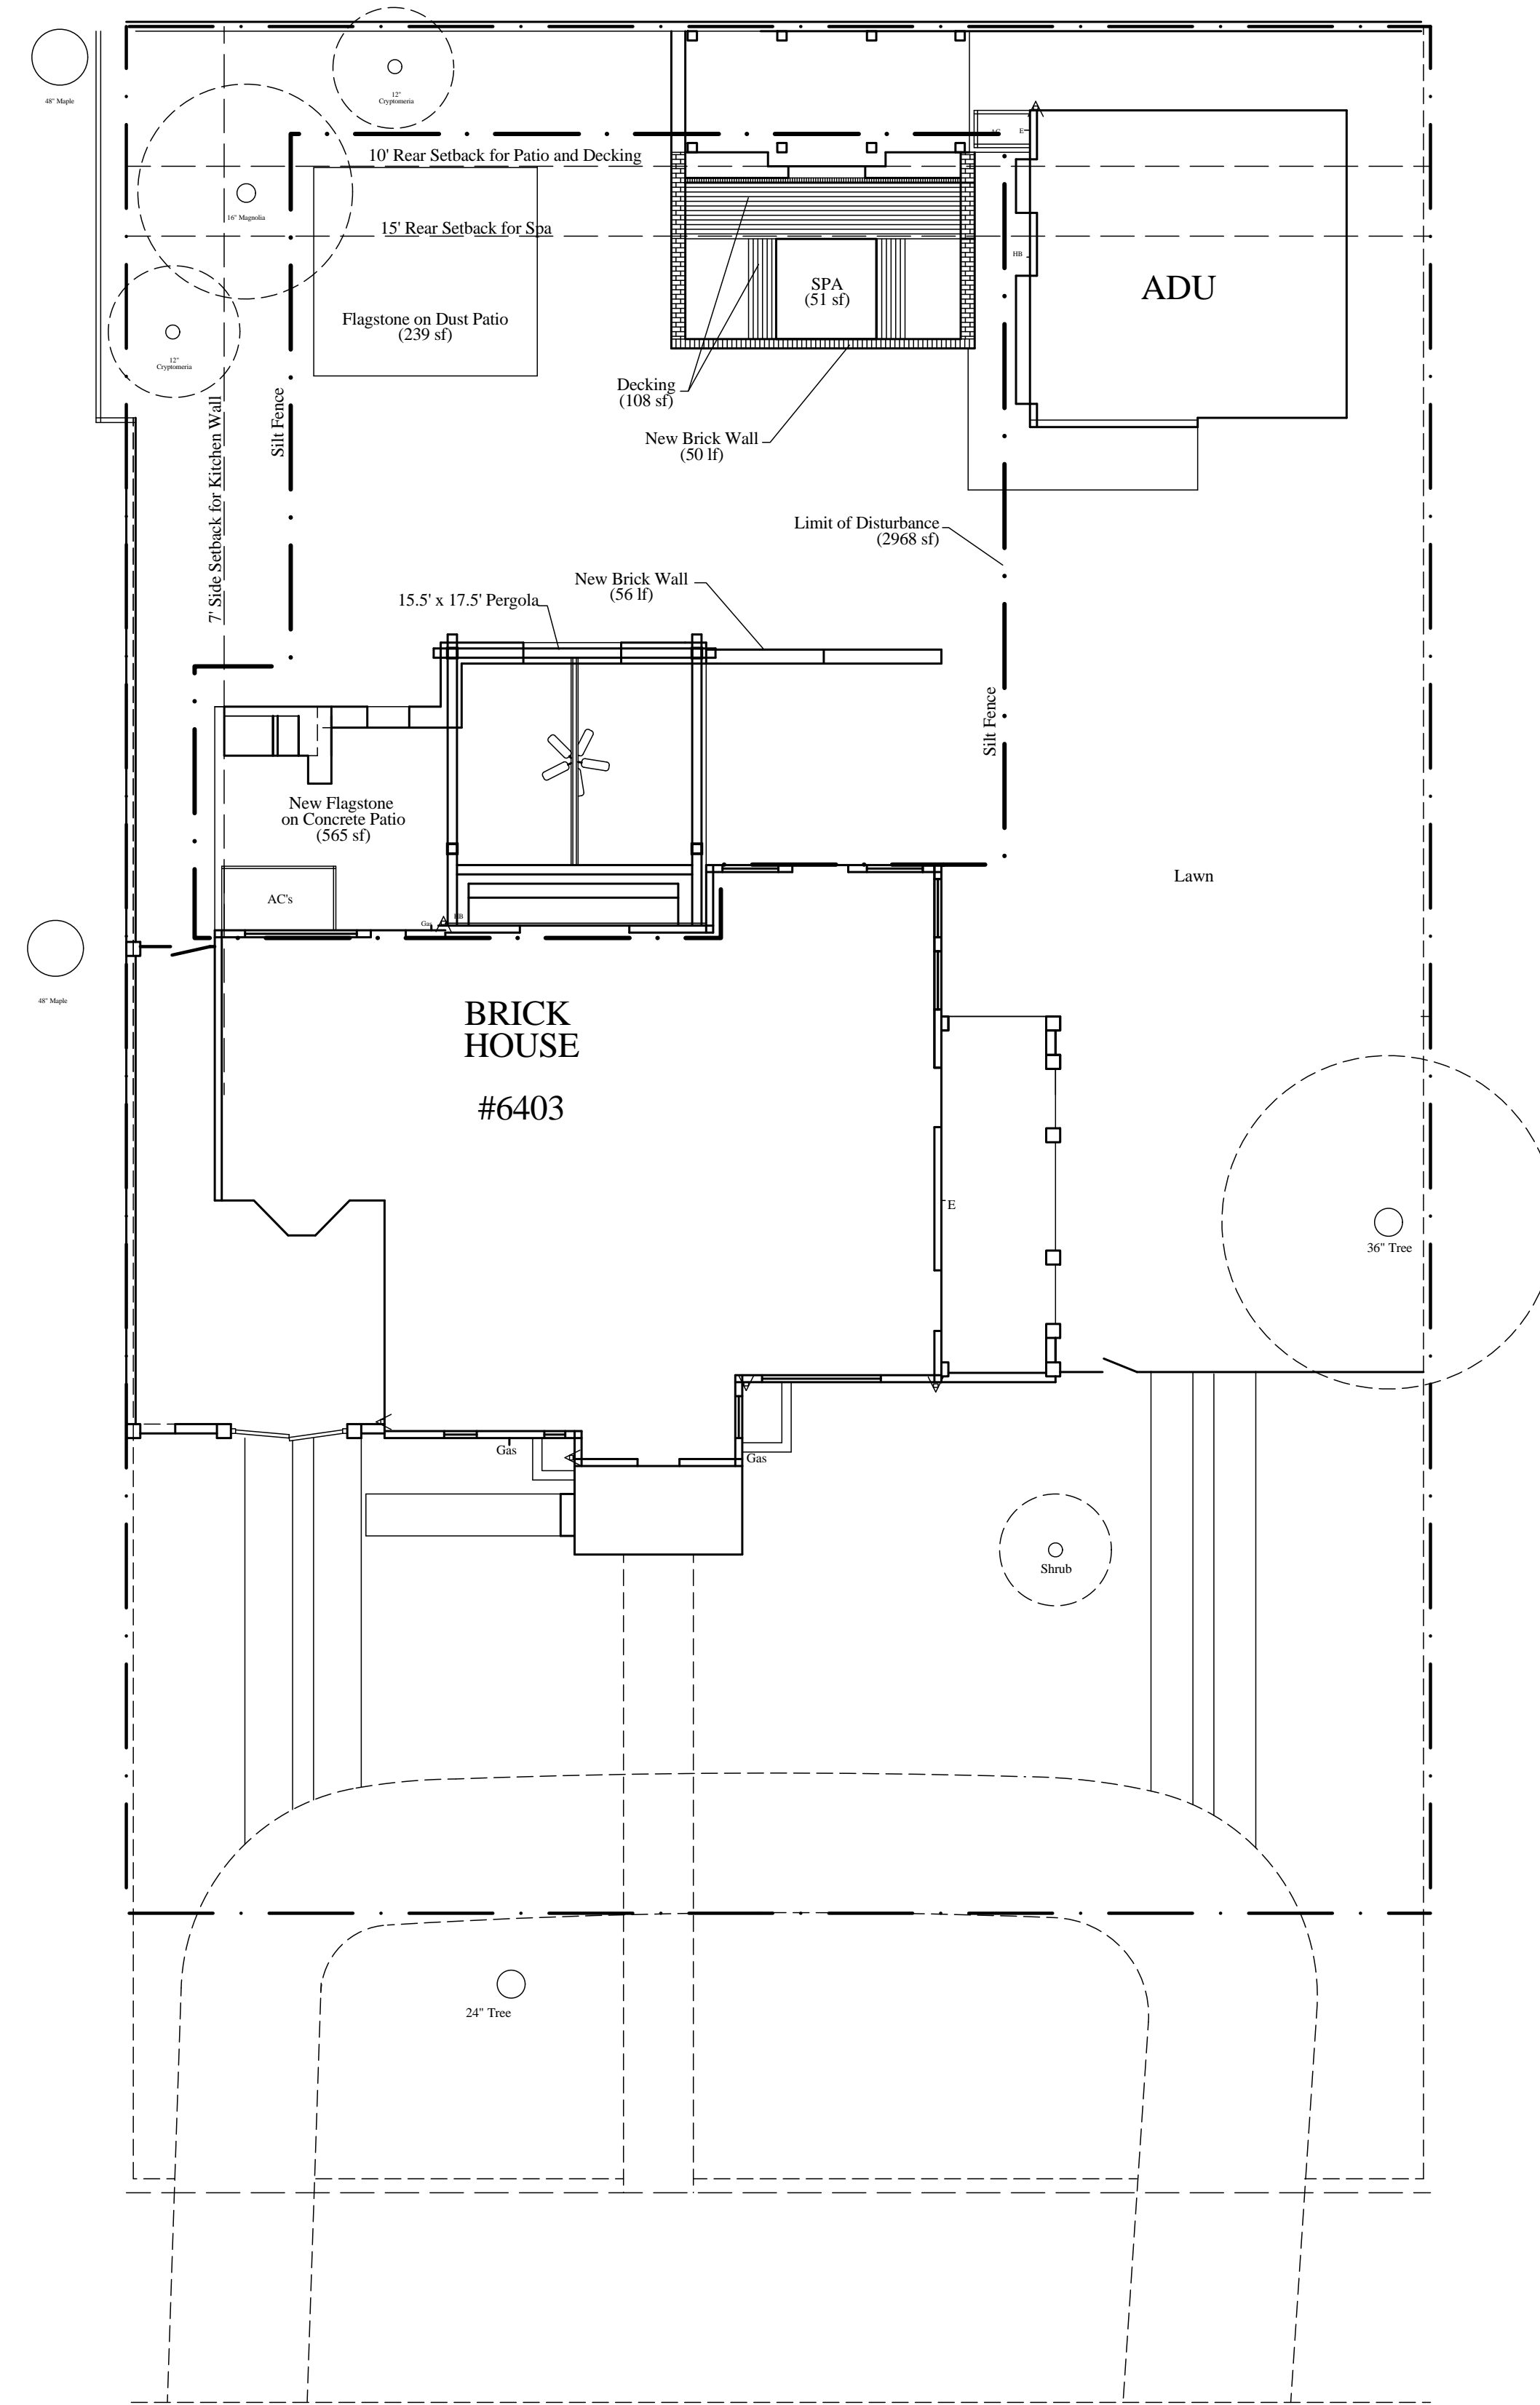 48" Maple
12"
Cryptomeria
10' Rear Setback for Patio and Decking
AC
E
16" Magnolia
15' Rear Setback for Spa
HB
SPA
(51 sf)
ADU
Flagstone on Dust Patio
(239 sf)
12"
Cryptomeria
Decking
(108 sf)
Silt Fence
7' Side Setback for Kitchen Wall
New Brick Wall
(50 lf)
Limit of Disturbance
(2968 sf)
New Brick Wall
(56 lf)
15.5' x 17.5' Pergola
Silt Fence
New Flagstone
on Concrete Patio
(565 sf)
Lawn
AC's
Gas
HB
48" Maple
BRICK
HOUSE
#6403
E
36" Tree
Gas
Gas
Shrub
24" Tree